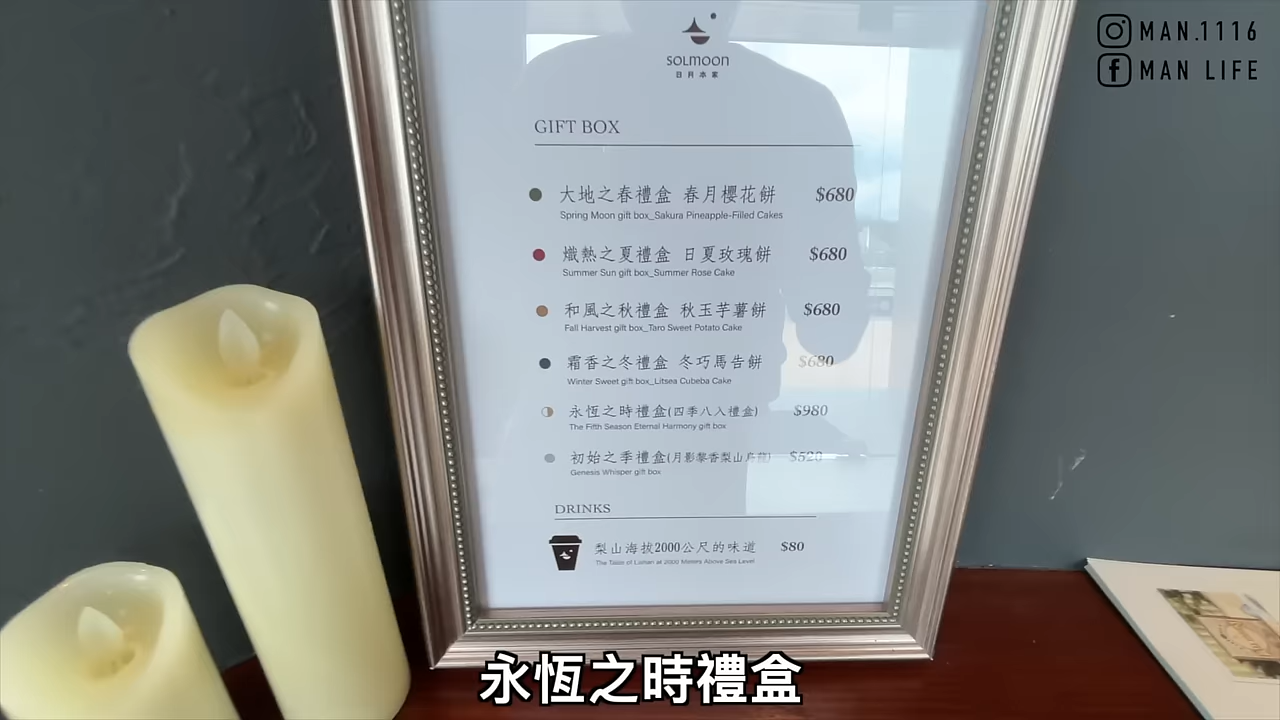 MAN.1116
MAN LIFE
SOLMOON
日月本家
GIFT BOX
大地之春禮盒 春月櫻花餅 $680
Spring Moon gift box_Sakura Pineapple-Filled Cakes
熾熱之夏禮盒 日夏玫瑰餅 $680
Summer Sun gift box_Summer Rose Cake
和風之秋禮盒 秋玉芋薯餅 $680
Fall Harvest gift box_Taro Sweet Potato Cake
霜香之冬禮盒 冬巧馬告餅 $680
Winter Sweet gift box_Litsea Cubeba Cake
永恆之時禮盒(四季八入禮盒) $980
The Fifth Season Eternal Harmony gift box
初始之季禮盒(月影黎香梨山烏龍) $520
Genesis Whisper gift box
DRINKS
梨山海拔2000公尺的味道 $80
The Taste of Lishan at 2000 Meters Above Sea Level
永恆之時禮盒